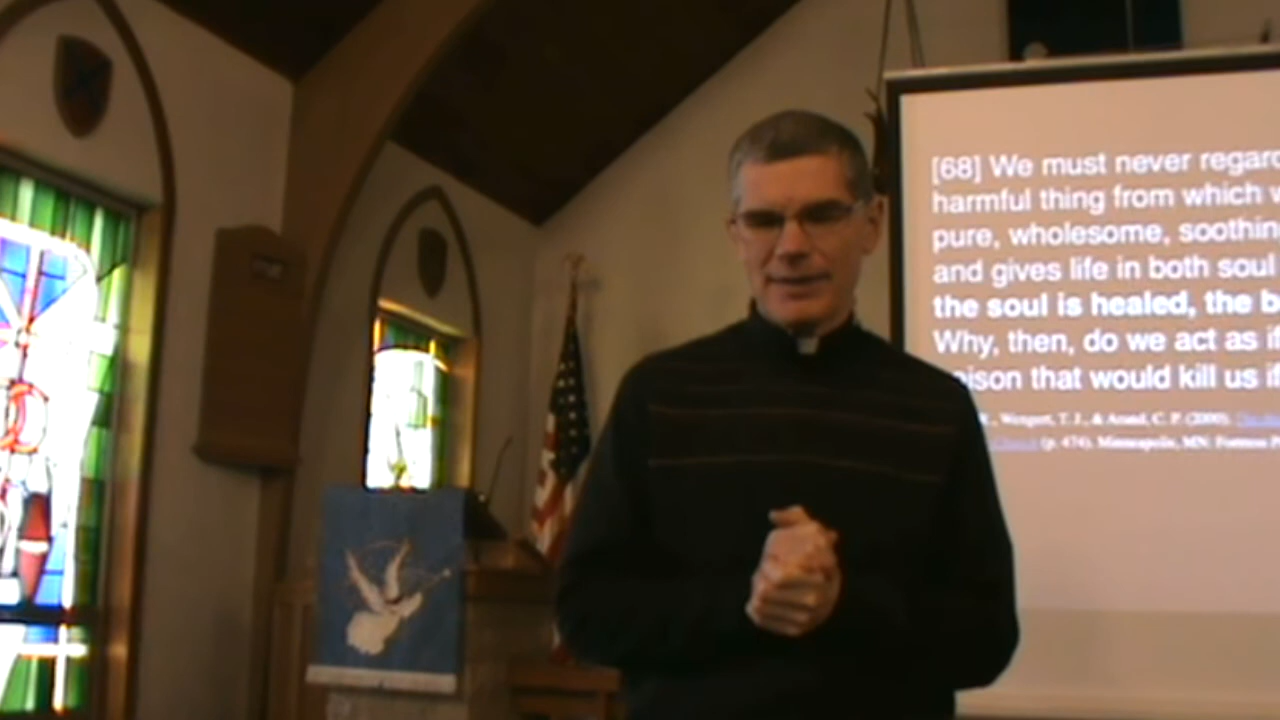 [68] We must never regard
harmful thing from which w
pure, wholesome, soothin
and gives life in both soul
the soul is healed, the b
Why, then, do we act as if
oison that would kill us if
, Wengert, T. J., & Arand, C. P. (2000).
(p. 474). Minneapolis, MN: Fortress P